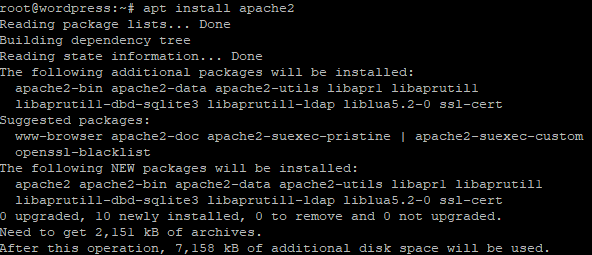 root@wordpress:~# apt install apache2
Reading package lists... Done
Building dependency tree
Reading state information... Done
The following additional packages will be installed:
  apache2-bin apache2-data apache2-utils libapr1 libaprutil1
  libaprutil1-dbd-sqlite3 libaprutil1-ldap liblua5.2-0 ssl-cert
Suggested packages:
  www-browser apache2-doc apache2-suexec-pristine | apache2-suexec-custom
  openssl-blacklist
The following NEW packages will be installed:
  apache2 apache2-bin apache2-data apache2-utils libapr1 libaprutil1
  libaprutil1-dbd-sqlite3 libaprutil1-ldap liblua5.2-0 ssl-cert
0 upgraded, 10 newly installed, 0 to remove and 0 not upgraded.
Need to get 2,151 kB of archives.
After this operation, 7,158 kB of additional disk space will be used.